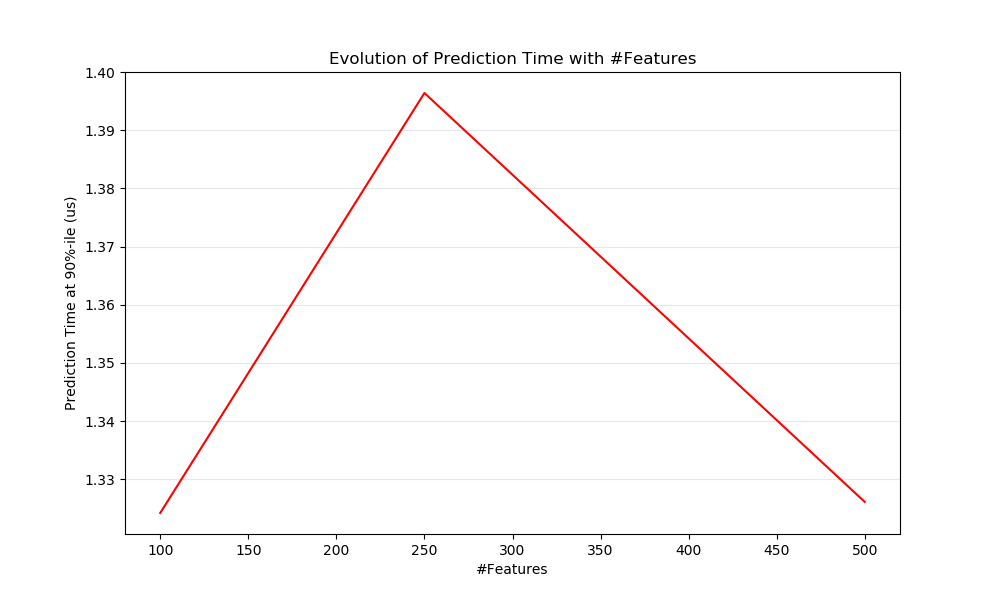 Evolution of Prediction Time with #Features
Prediction Time at 90%-ile (us)
1.40
1.39
1.38
1.37
1.36
1.35
1.34
1.33
100 150 200 250 300 350 400 450 500
#Features